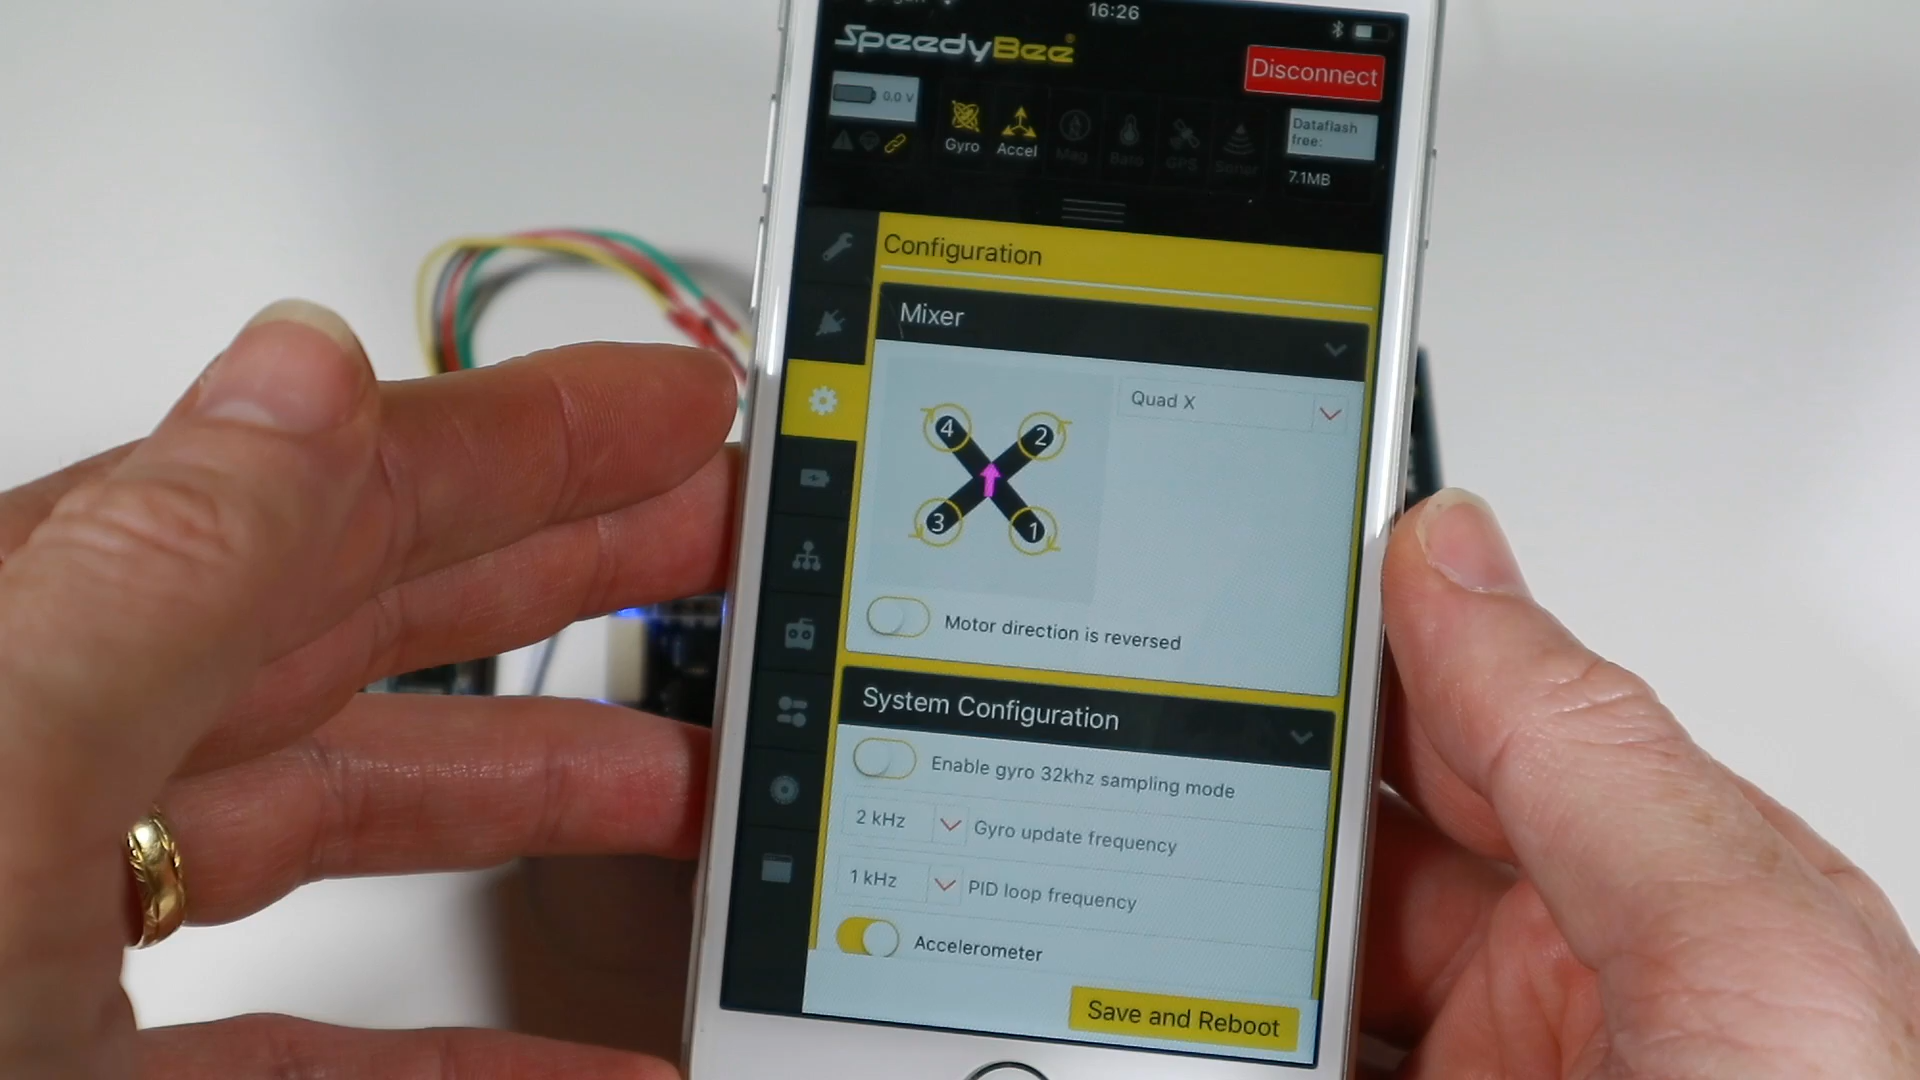 16:26
SpeedyBee
Disconnect
0.0 V
Gyro
Accel
Mag
Baro
GPS
Sonar
Dataflash
free:
7.1MB
Configuration
Mixer
Quad X
4
2
3
1
Motor direction is reversed
System Configuration
Enable gyro 32khz sampling mode
2 kHz
Gyro update frequency
1 kHz
PID loop frequency
Accelerometer
Save and Reboot